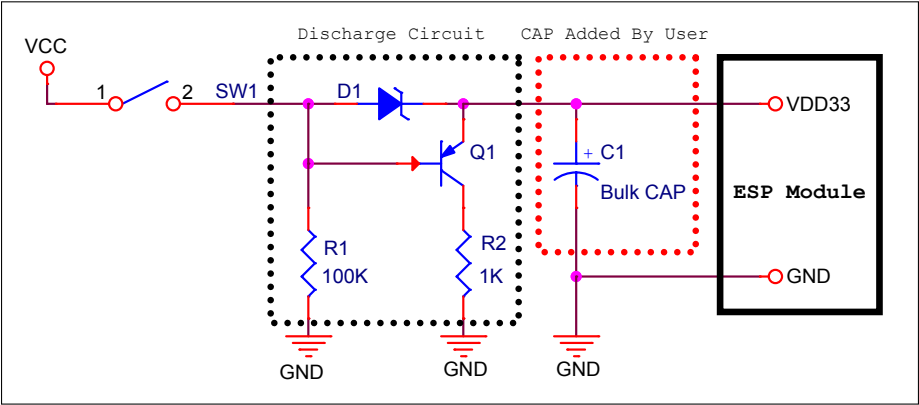 Discharge Circuit
CAP Added By User
VCC
1
2
SW1
D1
VDD33
Q1
+ C1
Bulk CAP
ESP Module
R1
100K
R2
1K
GND
GND
GND
GND